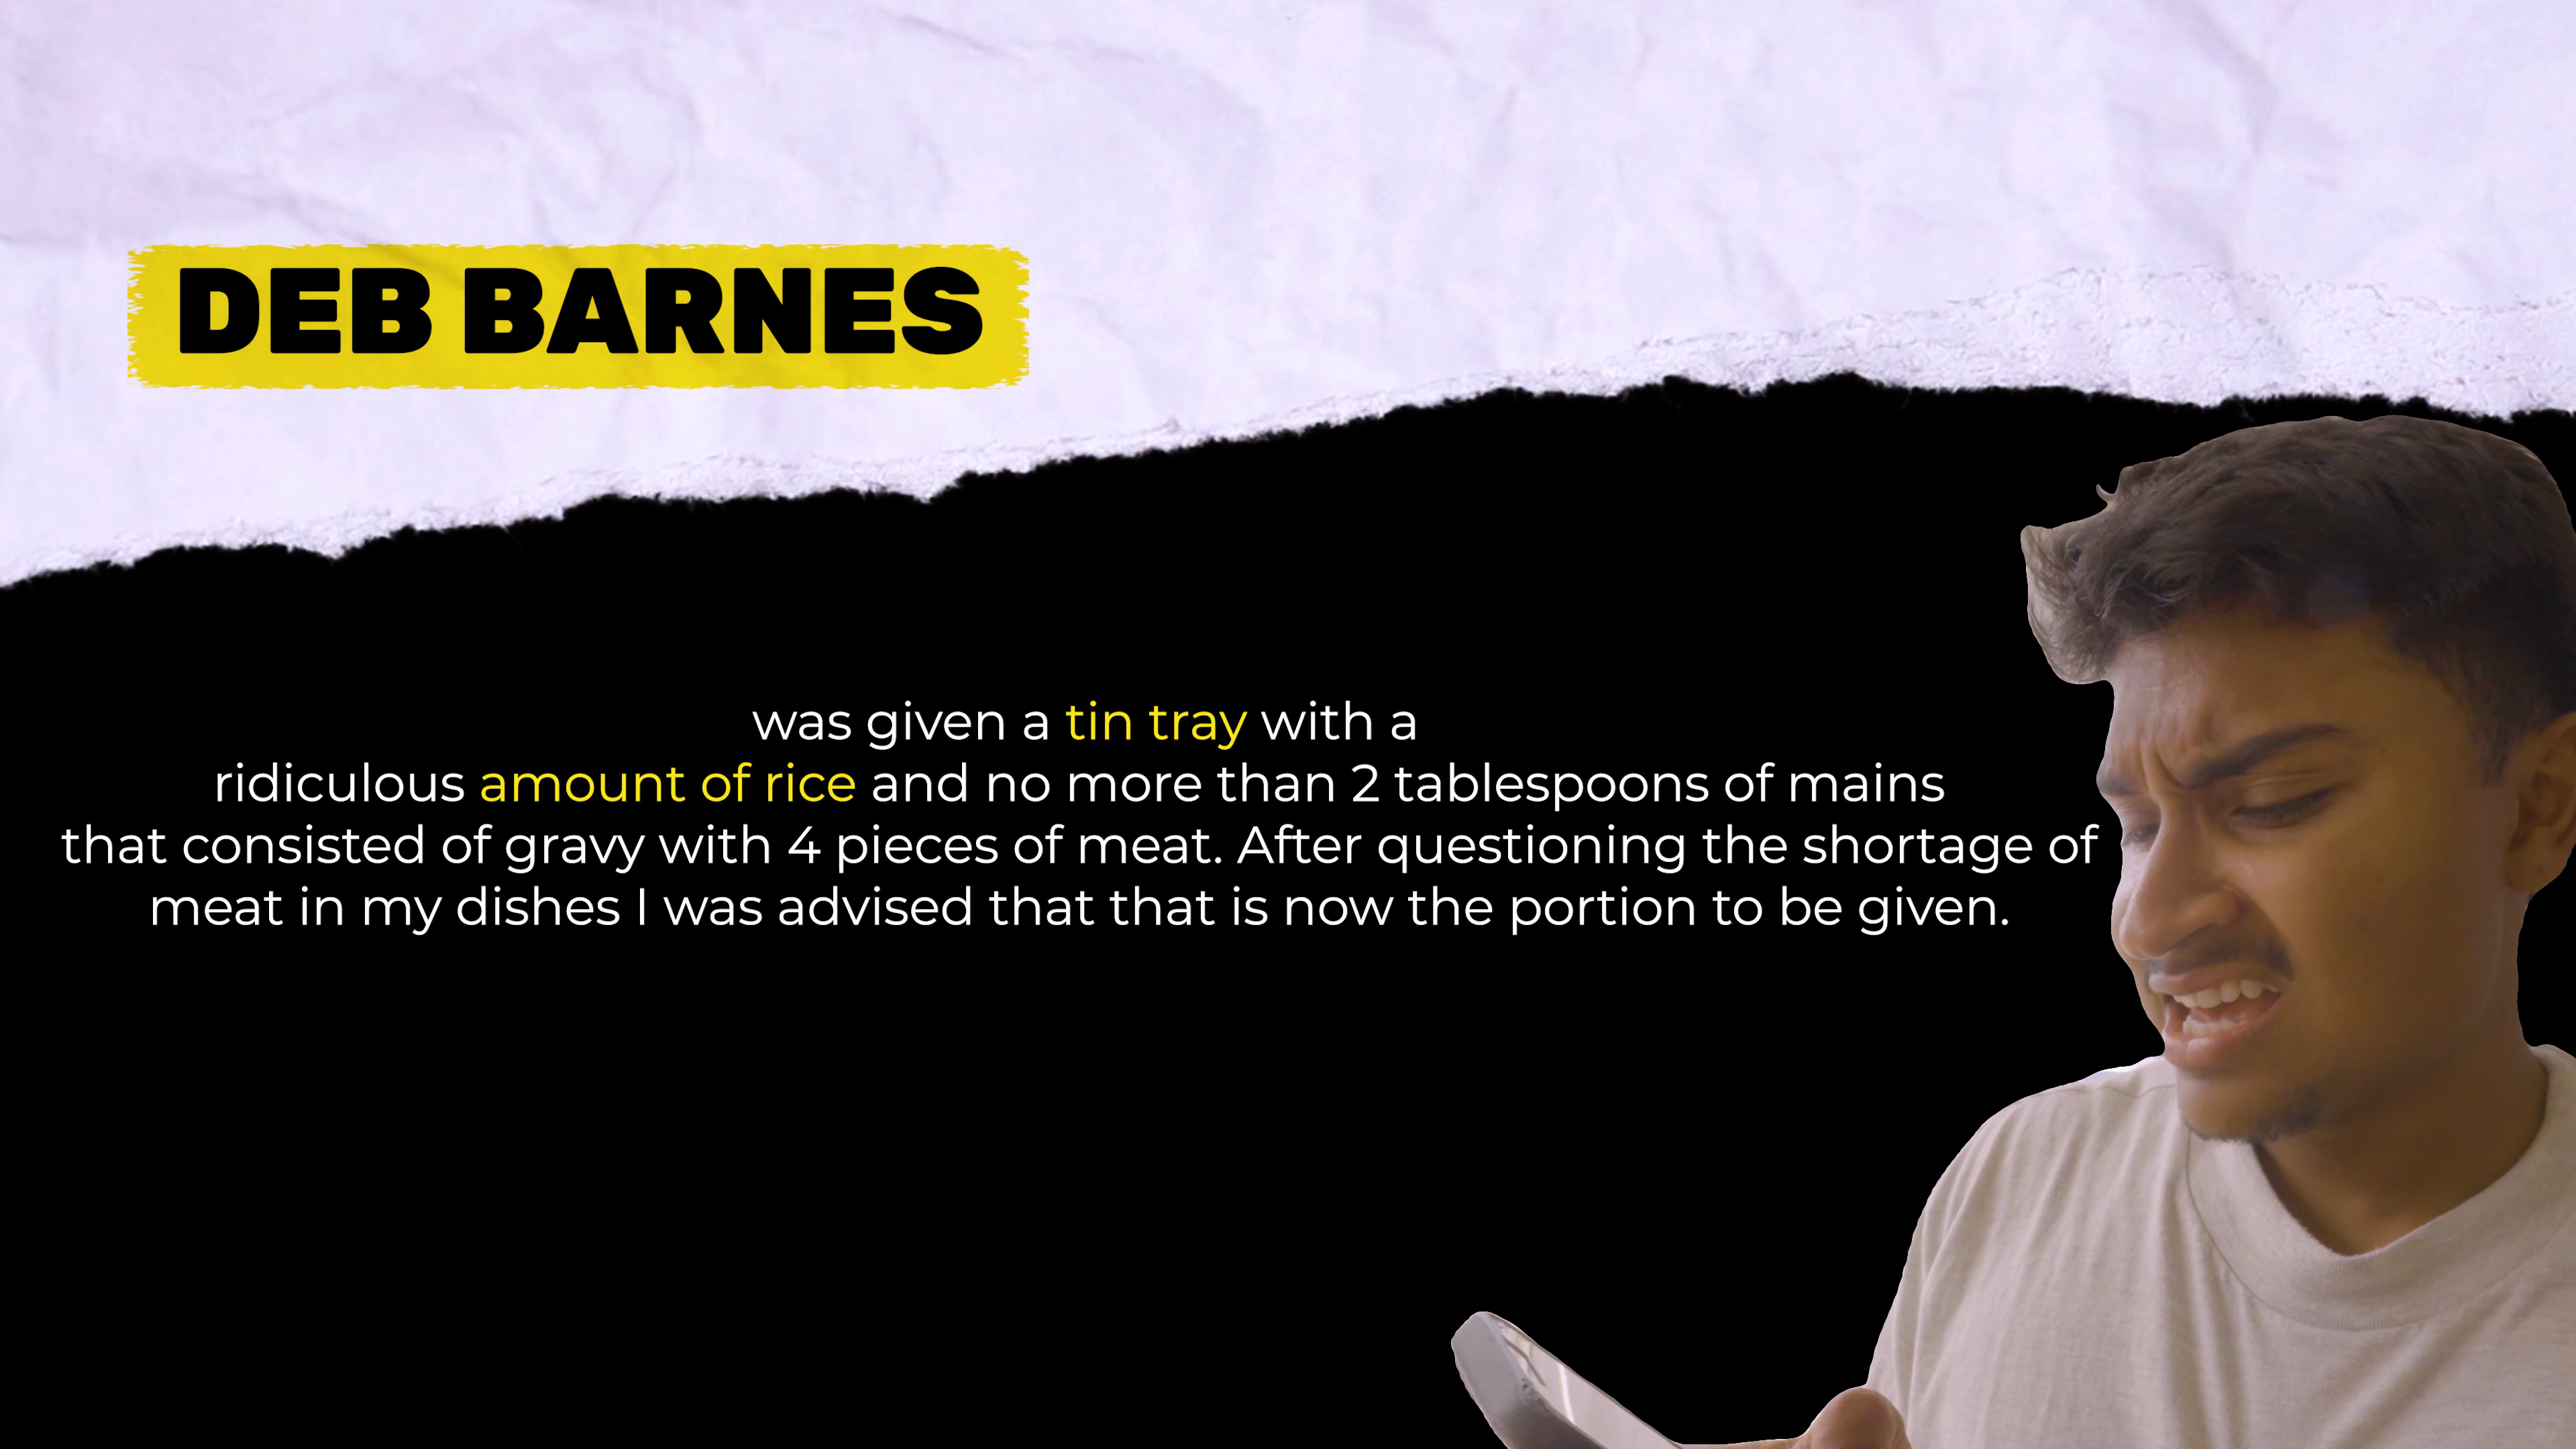 DEB BARNES
was given a tin tray with a
ridiculous amount of rice and no more than 2 tablespoons of mains
that consisted of gravy with 4 pieces of meat. After questioning the shortage of
meat in my dishes I was advised that that is now the portion to be given.